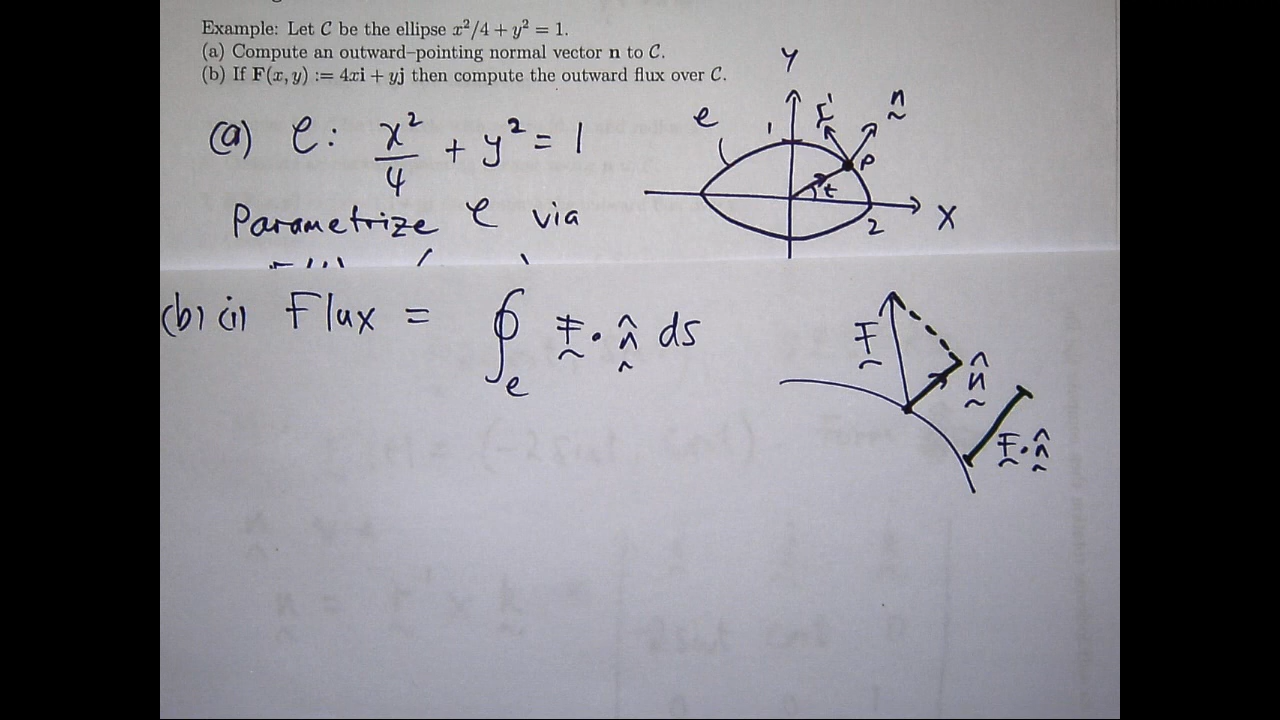 Example: Let C be the ellipse x²/4 + y² = 1.
(a) Compute an outward–pointing normal vector n to C.
(b) If F(x, y) := 4xi + yj then compute the outward flux over C.
(a) C: x²/4 + y² = 1
Parametrize C via
y
C
1
r'
n
P
t
2
X
(b) (i) Flux = ∮_C F · n̂ ds
F
n̂
F · n̂